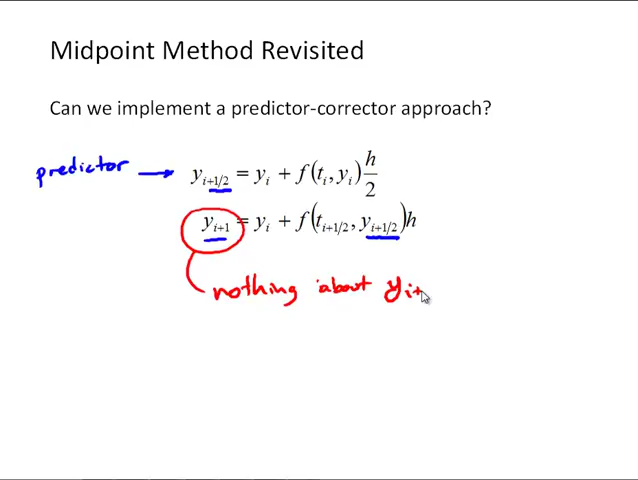 Midpoint Method Revisited
Can we implement a predictor-corrector approach?
predictor → y_{i+1/2} = y_i + f(t_i, y_i) h/2
y_{i+1} = y_i + f(t_{i+1/2}, y_{i+1/2})h
nothing about y_{i+